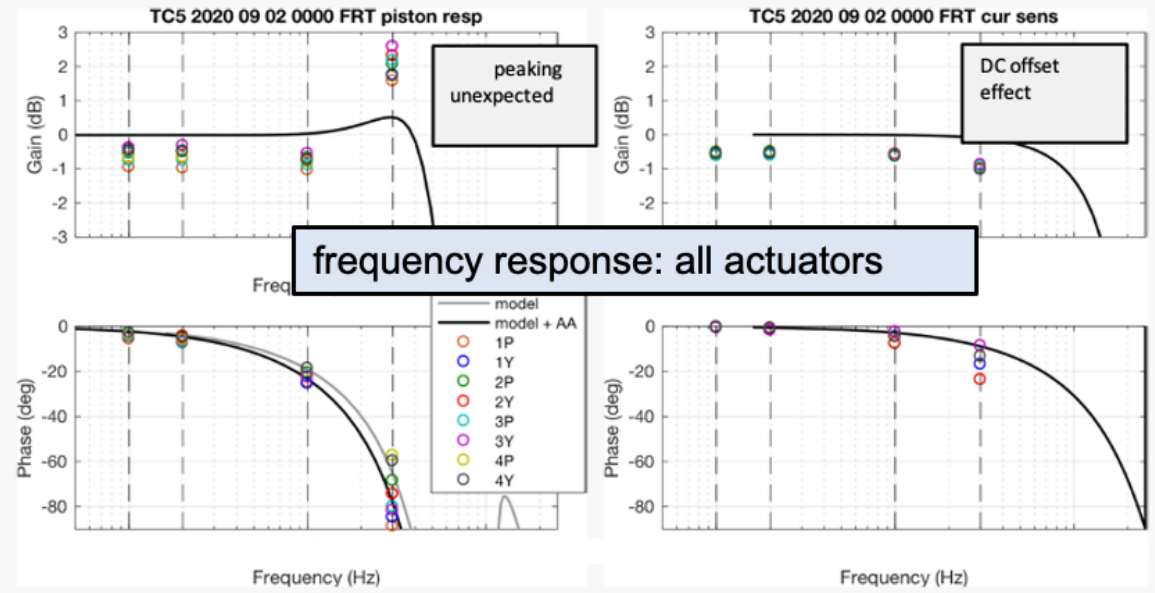 TC5 2020 09 02 0000 FRT piston resp
TC5 2020 09 02 0000 FRT cur sens
3
2
1
0
-1
-2
-3
Gain (dB)
peaking
unexpected
3
2
1
0
-1
-2
Gain (dB)
DC offset
effect
frequency response: all actuators
Freq
0
-20
-40
-60
-80
Phase (deg)
model
model + AA
1P
1Y
2P
2Y
3P
3Y
4P
4Y
0
-20
-40
-60
-80
Phase (deg)
Frequency (Hz)
Frequency (Hz)